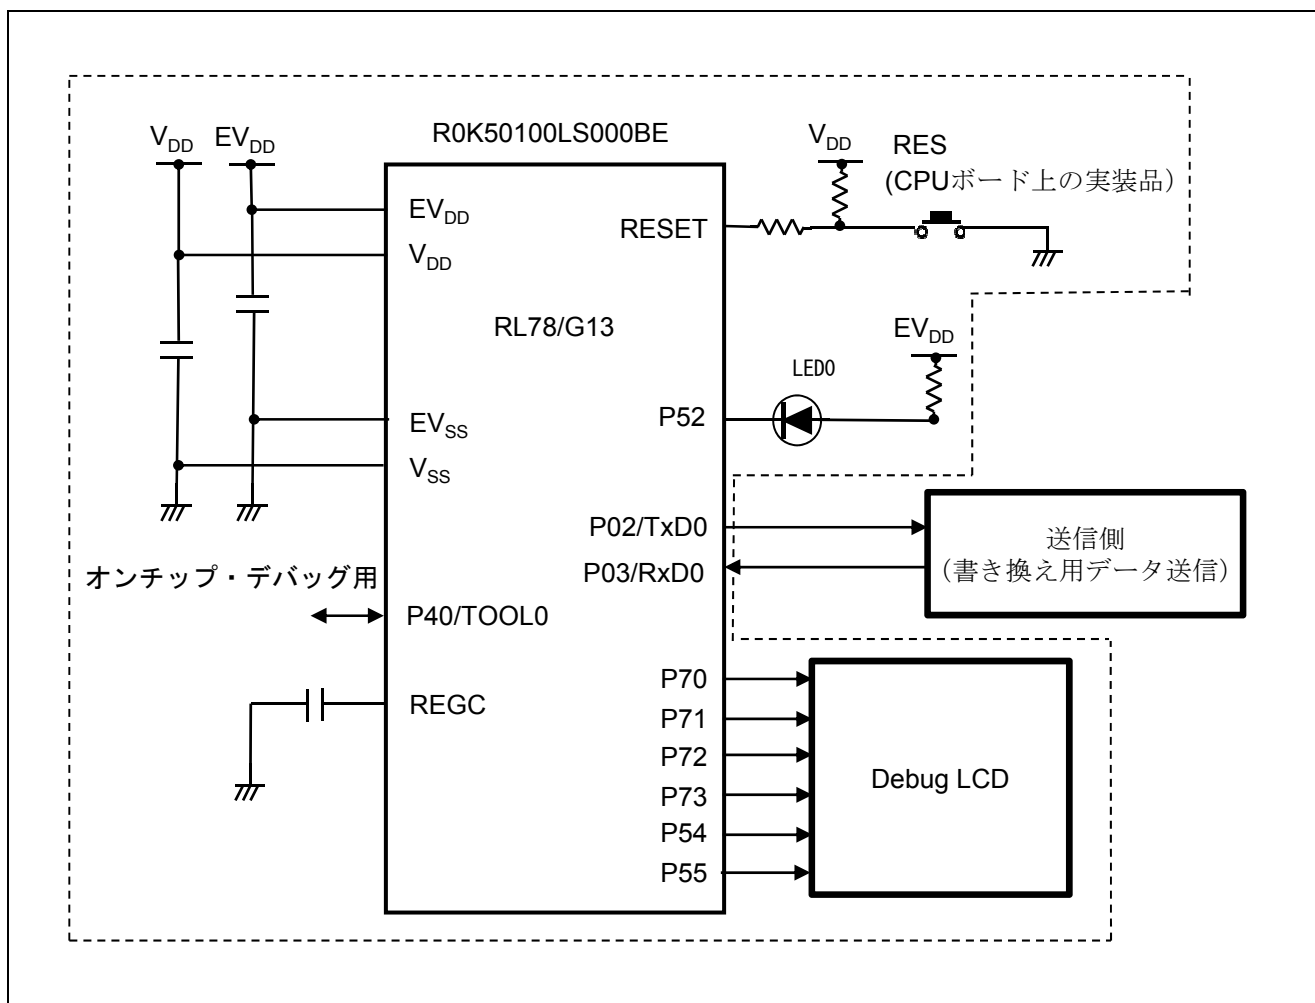 R0K50100LS000BE
VDD
EVDD
VDD
RES
(CPUボード上の実装品)
EVDD
VDD
RESET
RL78/G13
EVDD
LED0
P52
EVSS
VSS
P02/TxD0
P03/RxD0
送信側
(書き換え用データ送信)
オンチップ・デバッグ用
P40/TOOL0
REGC
P70
P71
P72
P73
P54
P55
Debug LCD